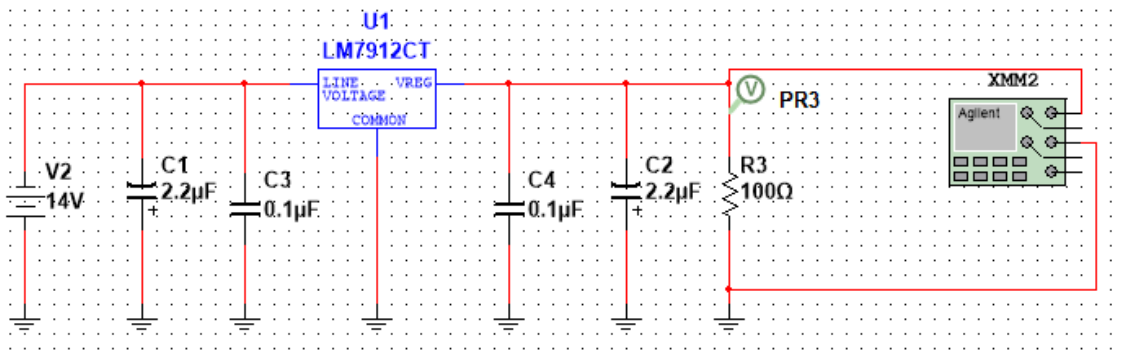 U1
LM7912CT
LINE VREG
VOLTAGE
COMMON
XMM2
Agilent
V
PR3
V2
14V
C1
2.2µF
+
C3
0.1µF
C4
0.1µF
C2
2.2µF
+
R3
100Ω